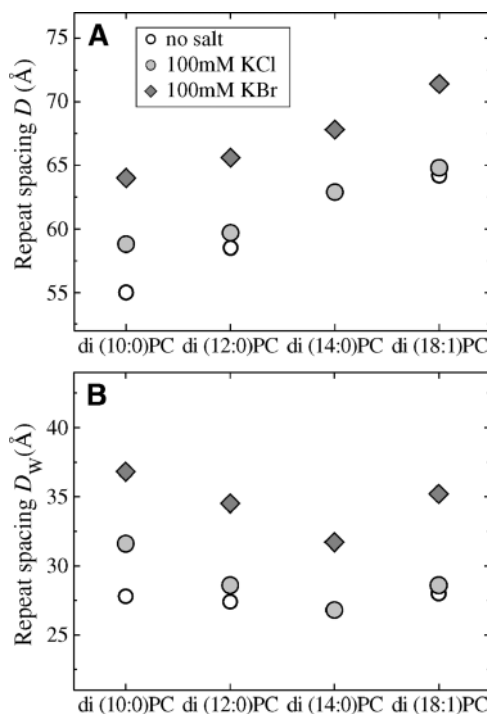 A
no salt
100mM KCl
100mM KBr
Repeat spacing D (Å)
75
70
65
60
55
di (10:0)PC di (12:0)PC di (14:0)PC di (18:1)PC
B
Repeat spacing D_W(Å)
40
35
30
25
di (10:0)PC di (12:0)PC di (14:0)PC di (18:1)PC